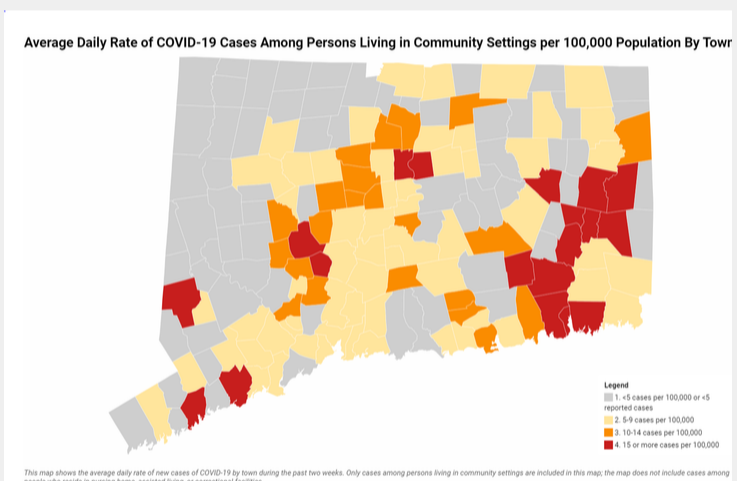 Average Daily Rate of COVID-19 Cases Among Persons Living in Community Settings per 100,000 Population By Town
Legend
1. <5 cases per 100,000 or <5
reported cases
2. 5-9 cases per 100,000
3. 10-14 cases per 100,000
4. 15 or more cases per 100,000
This map shows the average daily rate of new cases of COVID-19 by town during the past two weeks. Only cases among persons living in community settings are included in this map; the map does not include cases among